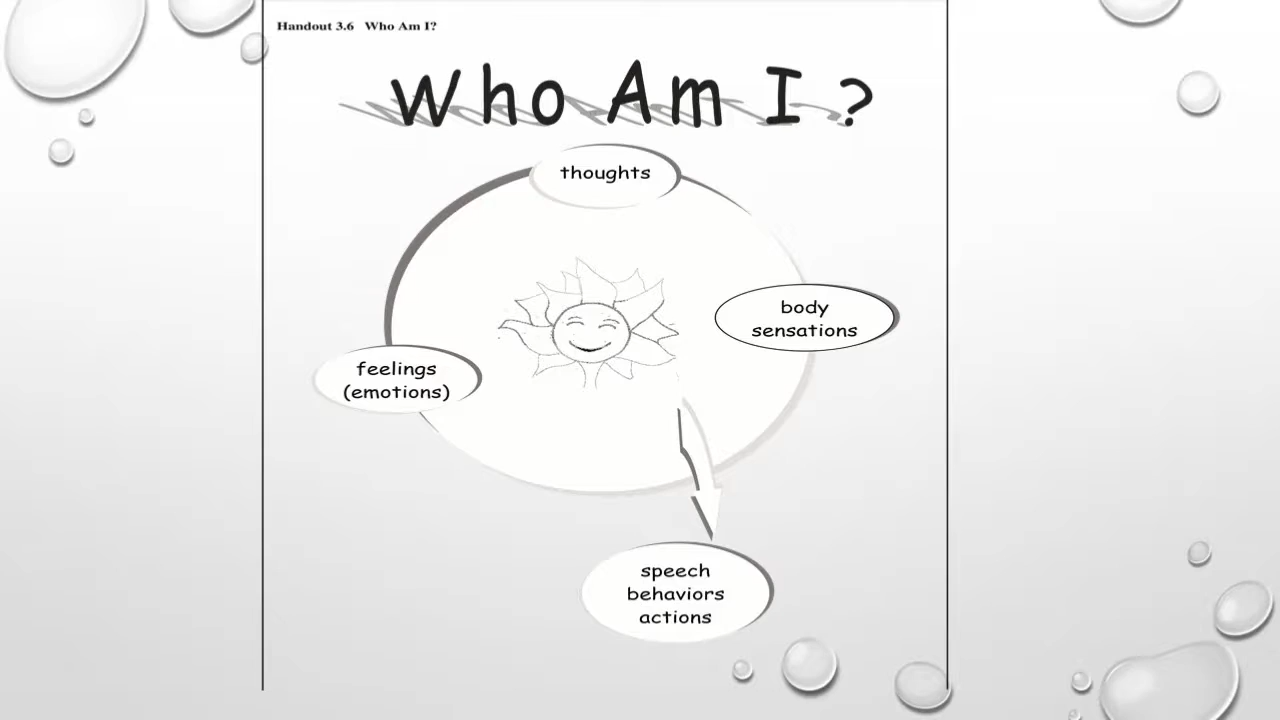 Handout 3.6 Who Am I?
Who Am I?
thoughts
body
sensations
feelings
(emotions)
speech
behaviors
actions